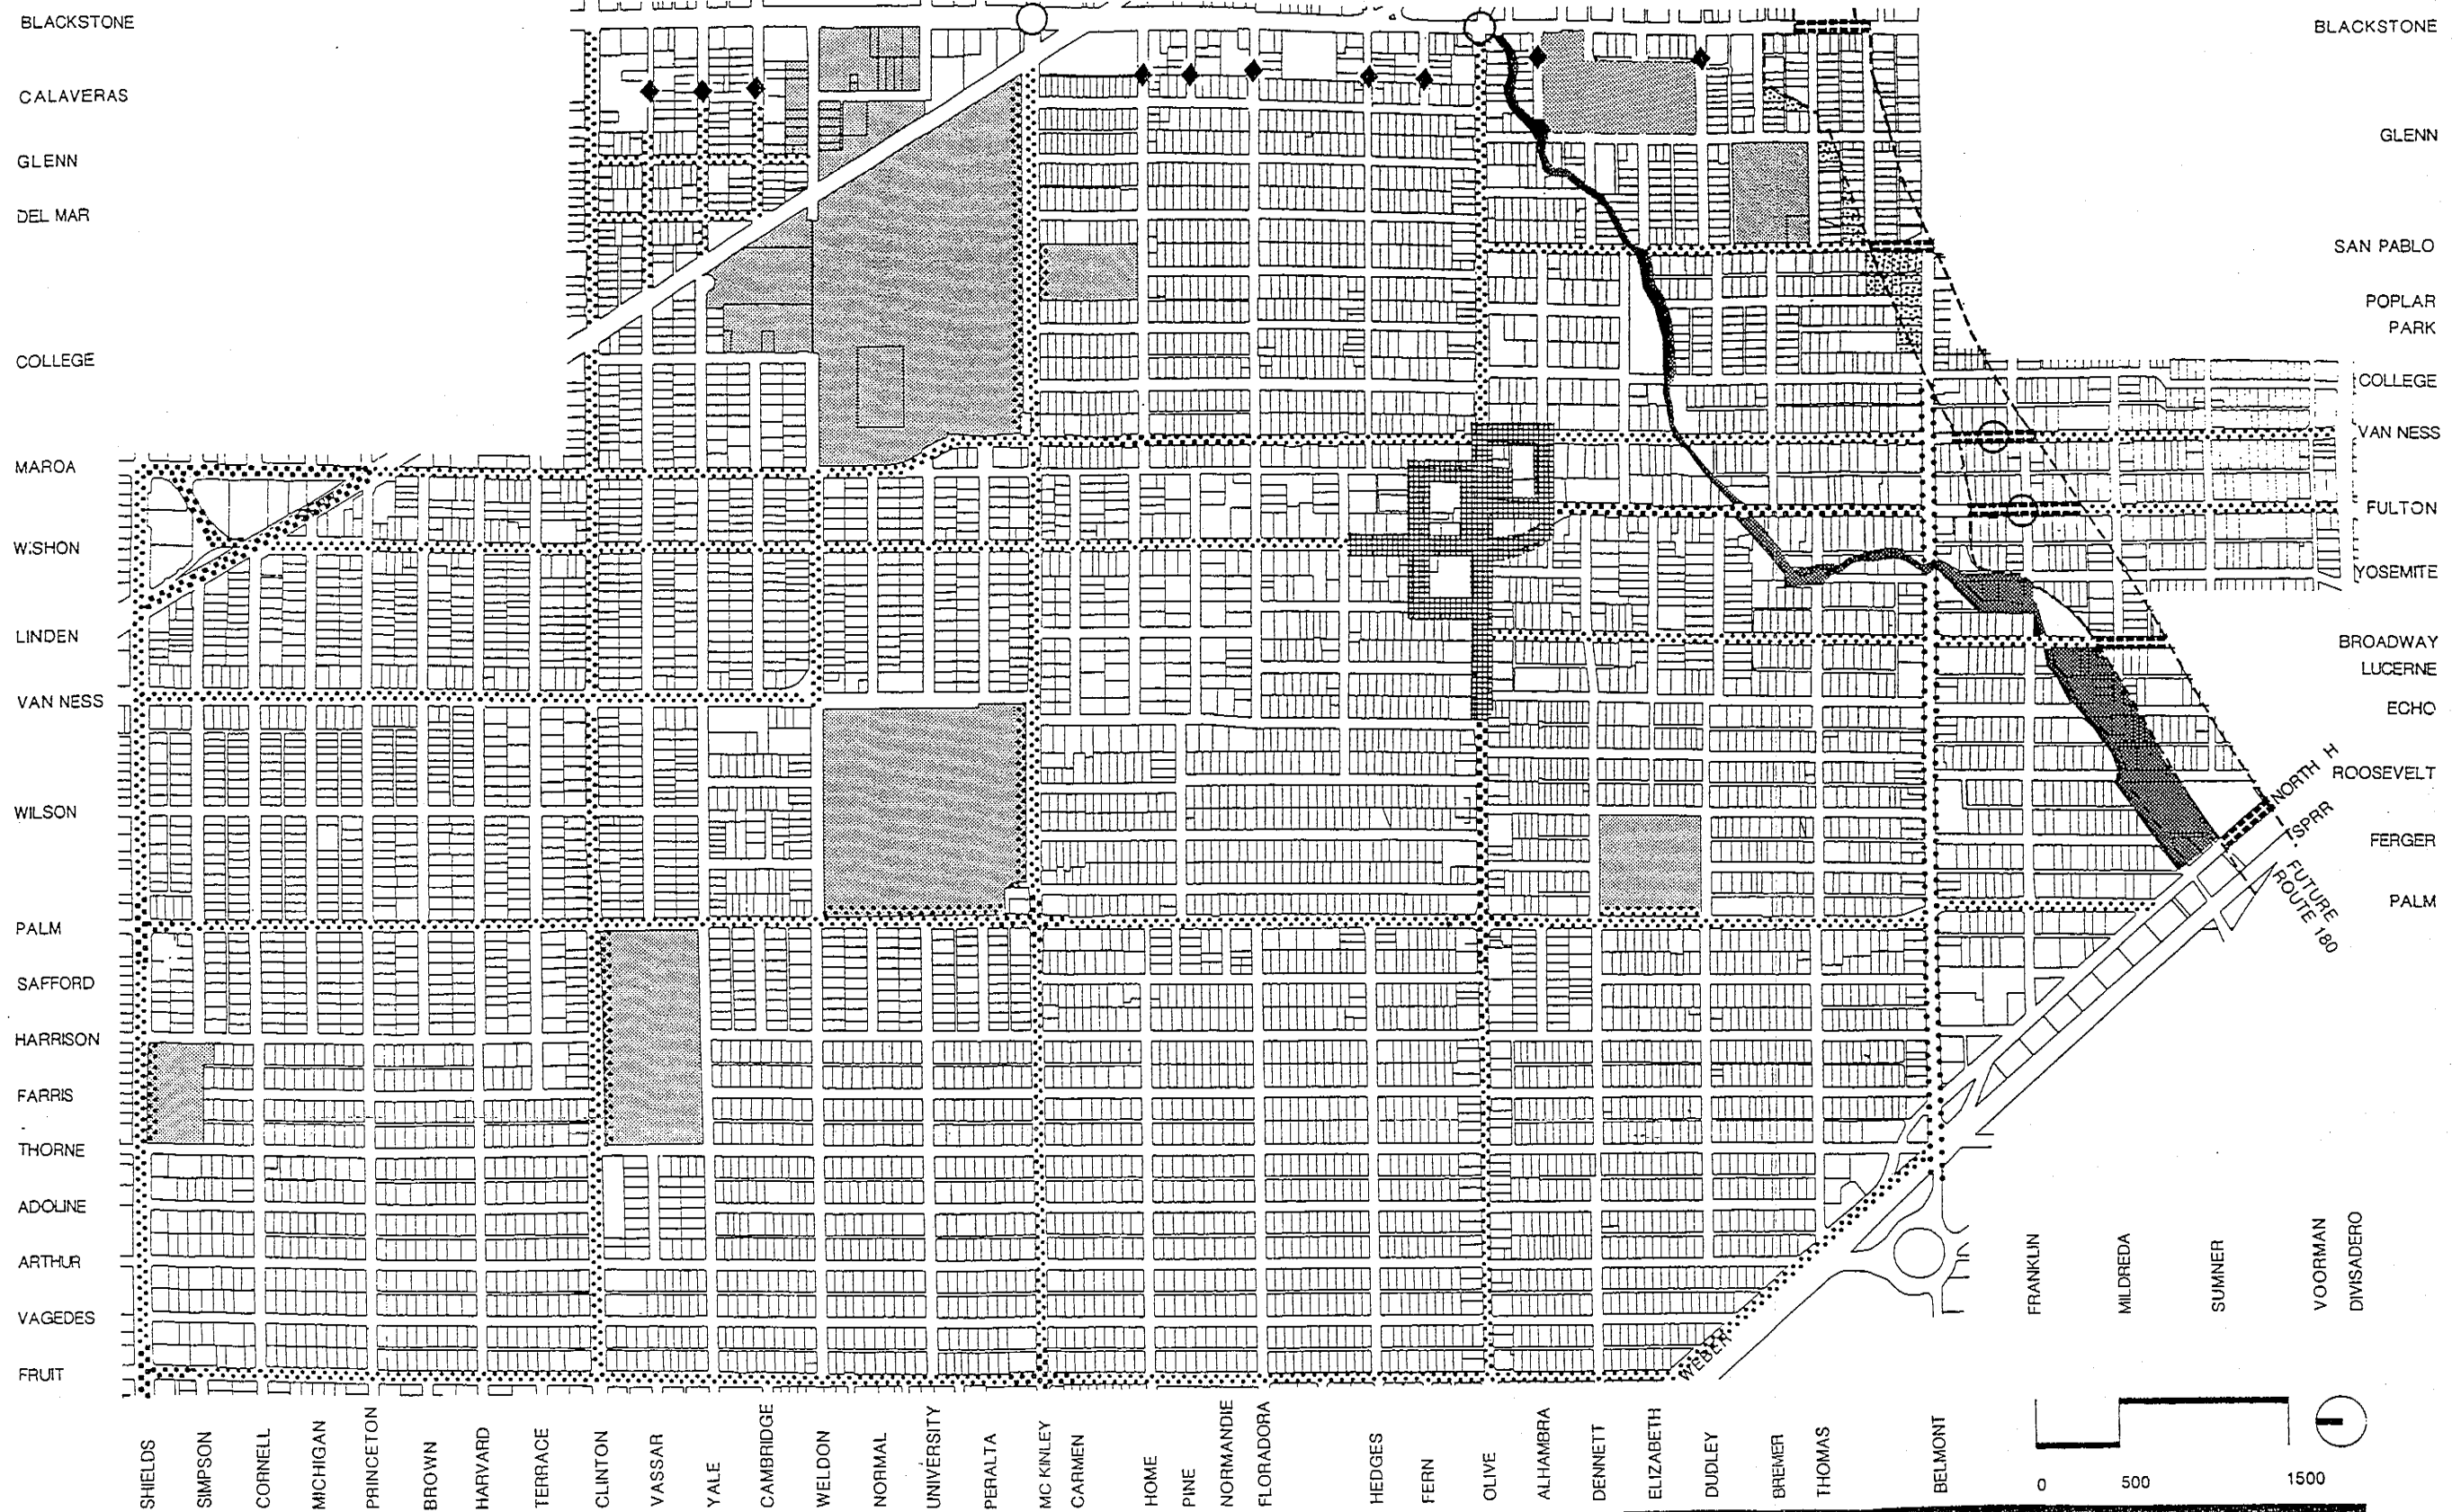 BLACKSTONE
CALAVERAS
GLENN
DEL MAR
COLLEGE
MAROA
W:SHON
LINDEN
VAN NESS
WILSON
PALM
SAFFORD
HARRISON
FARRIS
THORNE
ADOLINE
ARTHUR
VAGEDES
FRUIT
BLACKSTONE
GLENN
SAN PABLO
POPLAR
PARK
COLLEGE
VAN NESS
FULTON
YOSEMITE
BROADWAY
LUCERNE
ECHO
ROOSEVELT
FERGER
PALM
NORTH H
SPRR
FUTURE
ROUTE 180
WEBER
FRANKLIN
MILDREDA
SUMNER
VOORMAN
DIVISADERO
SHIELDS
SIMPSON
CORNELL
MICHIGAN
PRINCETON
BROWN
HARVARD
TERRACE
CLINTON
VASSAR
YALE
CAMBRIDGE
WELDON
NORMAL
UNIVERSITY
PERALTA
MC KINLEY
CARMEN
HOME
PINE
NORMANDIE
FLORADORA
HEDGES
FERN
OLIVE
ALHAMBRA
DENNETT
ELIZABETH
DUDLEY
BREMER
THOMAS
BELMONT
0 500 1500